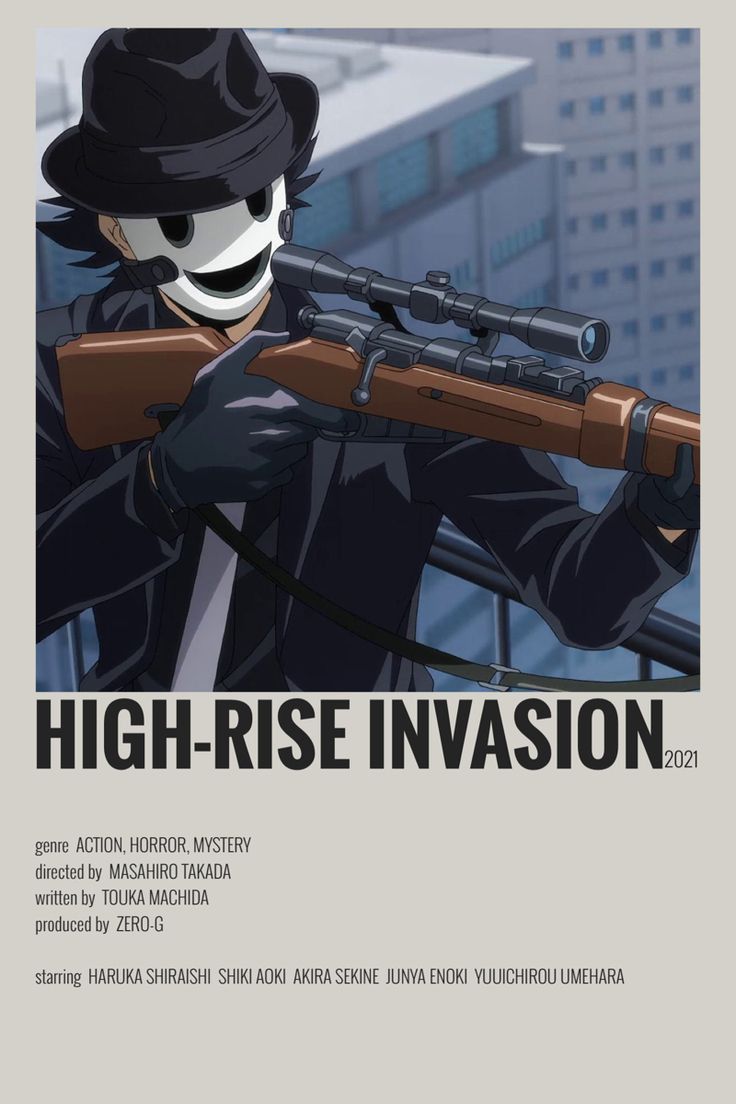 HIGH-RISE INVASION 2021
genre ACTION, HORROR, MYSTERY
directed by MASAHIRO TAKADA
written by TOUKA MACHIDA
produced by ZERO-G
starring HARUKA SHIRAISHI SHIKI AOKI AKIRA SEKINE JUNYA ENOKI YUUICHIROU UMEHARA